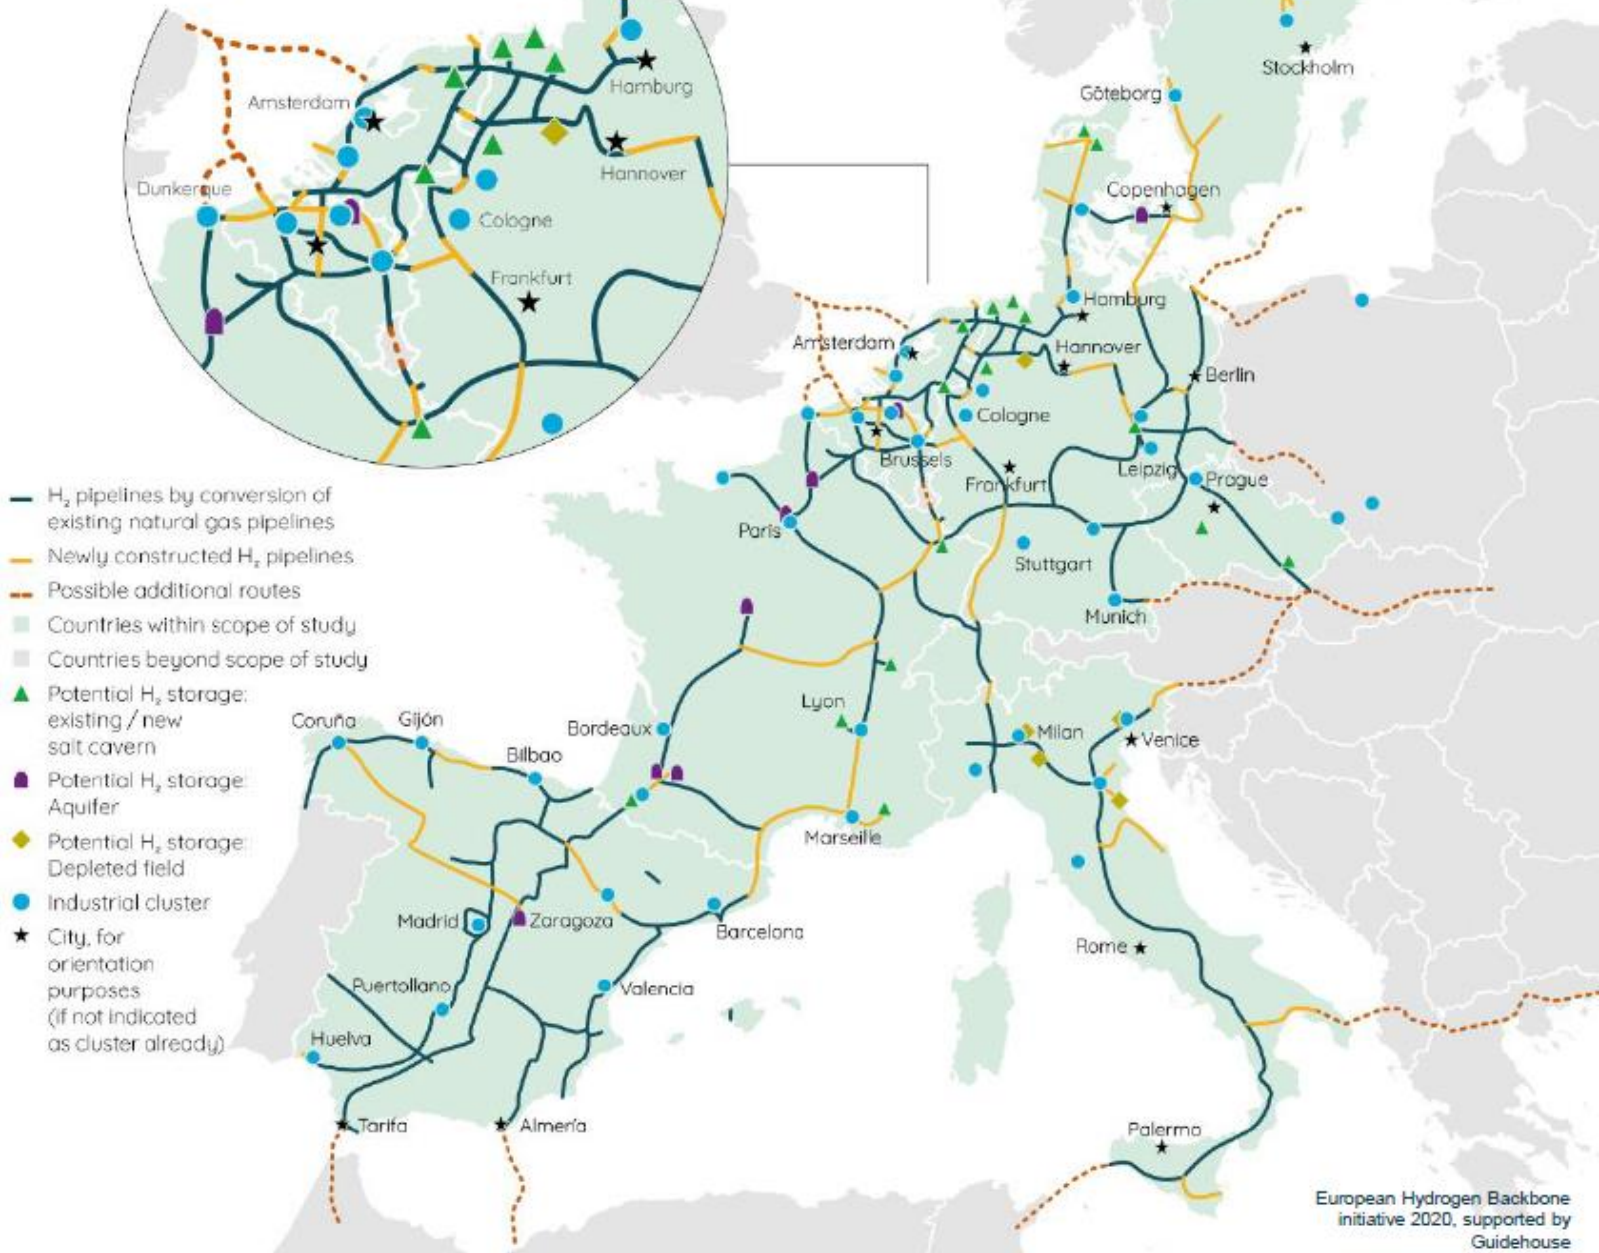 Stockholm
Göteborg
Copenhagen
Amsterdam
Hamburg
Hannover
Dunkerque
Cologne
Frankfurt
Hamburg
Amsterdam
Hannover
Berlin
Cologne
Brussels
Leipzig
Frankfurt
Prague
Paris
Stuttgart
Munich
H₂ pipelines by conversion of
existing natural gas pipelines
Newly constructed H₂ pipelines
Possible additional routes
Countries within scope of study
Countries beyond scope of study
Potential H₂ storage:
existing / new
salt cavern
Potential H₂ storage:
Aquifer
Potential H₂ storage:
Depleted field
Industrial cluster
City, for
orientation
purposes
(if not indicated
as cluster already)
Coruña
Gijón
Bilbao
Bordeaux
Lyon
Milan
Venice
Marseille
Madrid
Zaragoza
Barcelona
Rome
Puertollano
Valencia
Huelva
Tarifa
Almería
Palermo
European Hydrogen Backbone
initiative 2020, supported by
Guidehouse